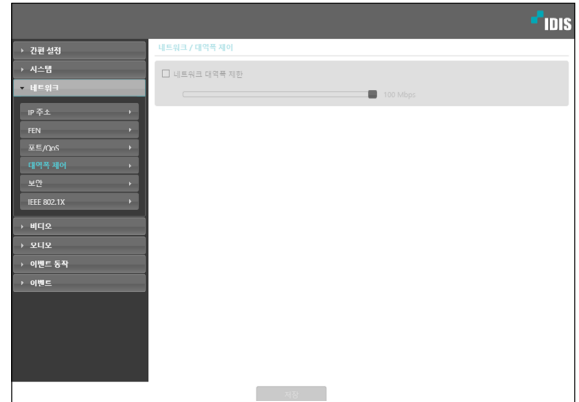 IDIS
간편 설정
시스템
네트워크
IP 주소
FEN
포트/QoS
대역폭 제어
보안
IEEE 802.1X
비디오
오디오
이벤트 동작
이벤트
네트워크 / 대역폭 제어
네트워크 대역폭 제한
100 Mbps
저장